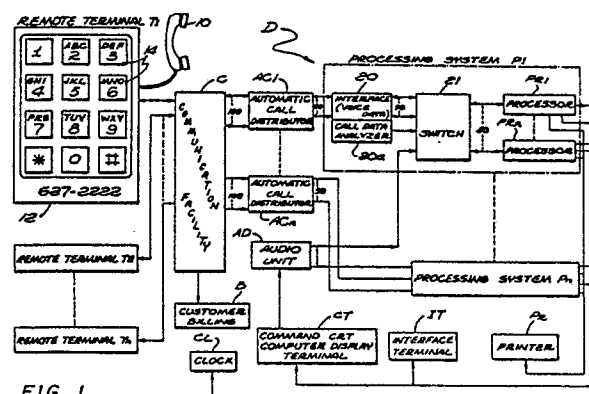 REMOTE TERMINAL T1
10
D
PROCESSING SYSTEM P1
14
1
ABC
2
DEF
3
GHI
4
JKL
5
MNO
6
PRS
7
TUV
8
WXY
9
*
0
#
637-2222
12
C
COMMUNICATION
FACILITY
AC1
AUTOMATIC
CALL
DISTRIBUTOR
20
INTERFACE
(VOICE
DATA)
CALL DATA
ANALYZER
20a
21
SWITCH
PR1
PROCESSOR
PRn
PROCESSOR
AUTOMATIC
CALL
DISTRIBUTOR
ACn
AD
AUDIO
UNIT
REMOTE TERMINAL T2
REMOTE TERMINAL Tn
PROCESSING SYSTEM Pn
B
CUSTOMER
BILLING
CT
COMMAND CRT
COMPUTER DISPLAY
TERMINAL
IT
INTERFACE
TERMINAL
PRINTER
CL
CLOCK
FIG. 1